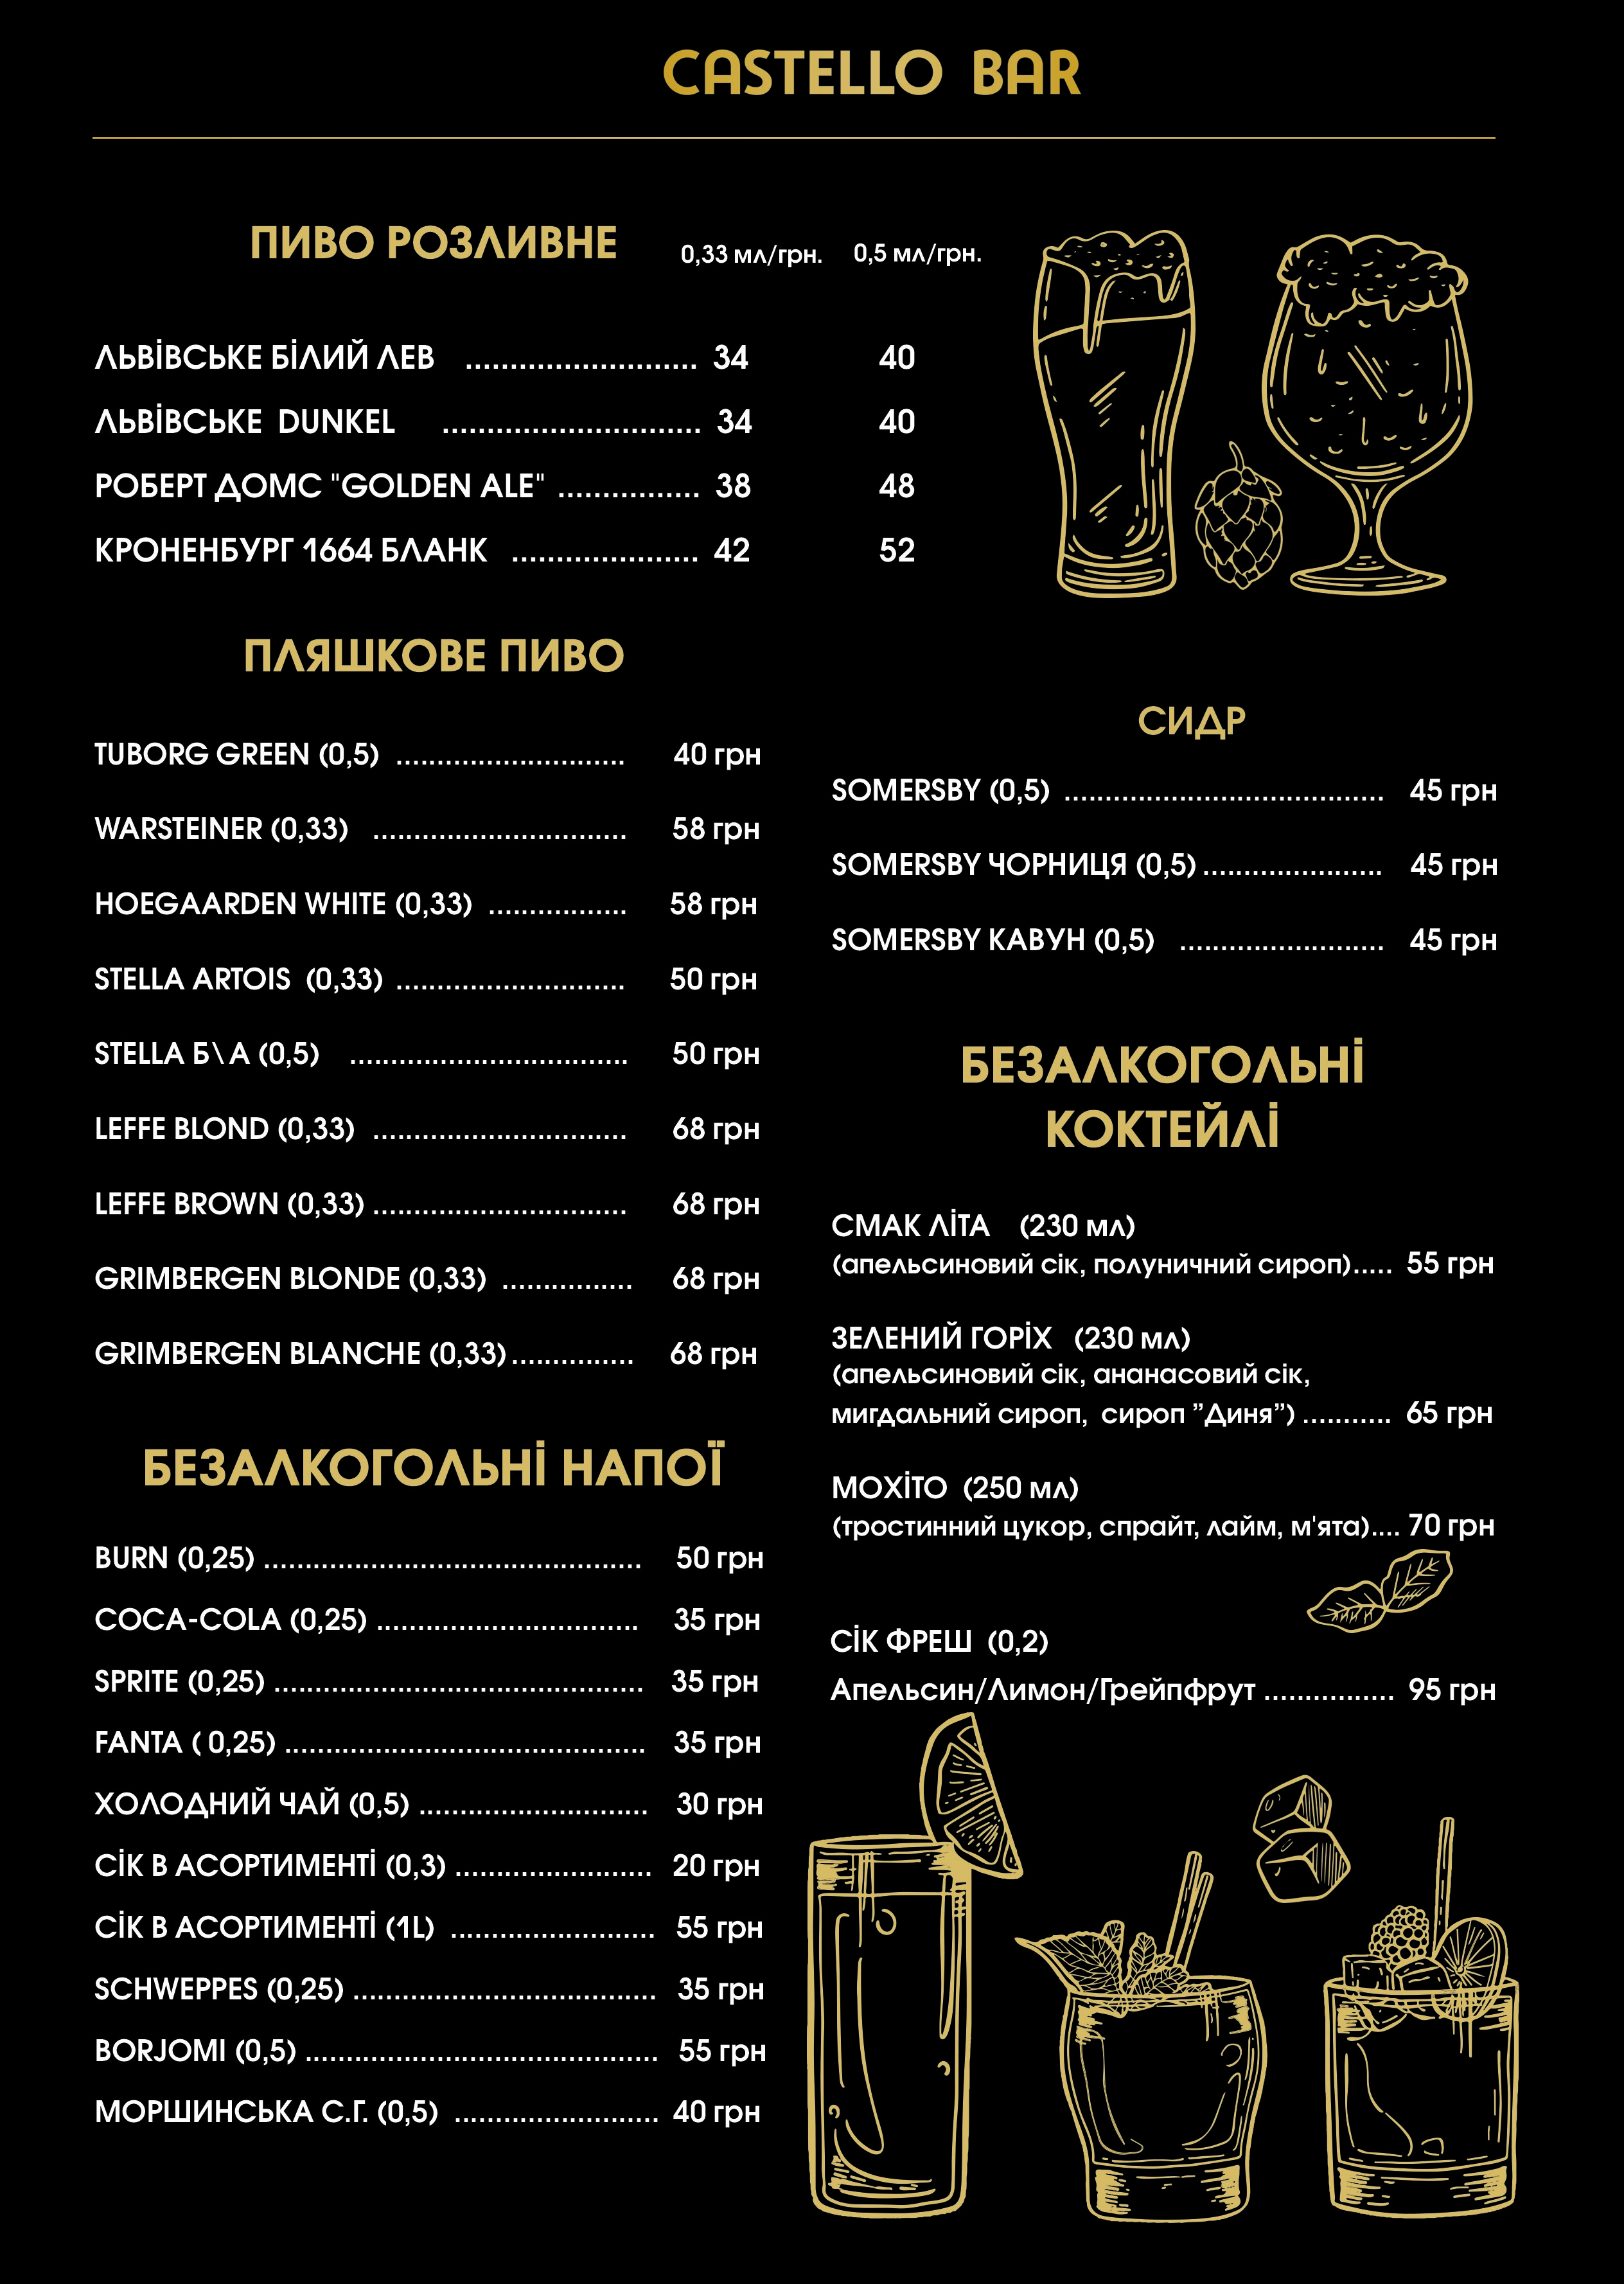 CASTELLO BAR
ПИВО РОЗЛИВНЕ 0,33 мл/грн. 0,5 мл/грн.
ЛЬВІВСЬКЕ БІЛИЙ ЛЕВ .......................... 34 40
ЛЬВІВСЬКЕ DUNKEL ............................. 34 40
РОБЕРТ ДОМС "GOLDEN ALE" ................ 38 48
КРОНЕНБУРГ 1664 БЛАНК ..................... 42 52
ПЛЯШКОВЕ ПИВО
TUBORG GREEN (0,5) ............................ 40 грн
WARSTEINER (0,33) ............................... 58 грн
HOEGAARDEN WHITE (0,33) ................. 58 грн
STELLA ARTOIS (0,33) ............................ 50 грн
STELLA Б\А (0,5) .................................. 50 грн
LEFFE BLOND (0,33) ............................... 68 грн
LEFFE BROWN (0,33) ............................... 68 грн
GRIMBERGEN BLONDE (0,33) ................ 68 грн
GRIMBERGEN BLANCHE (0,33)............... 68 грн
БЕЗАЛКОГОЛЬНІ НАПОЇ
BURN (0,25) .............................................. 50 грн
COCA-COLA (0,25) ................................ 35 грн
SPRITE (0,25) ............................................. 35 грн
FANTA ( 0,25) ............................................ 35 грн
ХОЛОДНИЙ ЧАЙ (0,5) ............................ 30 грн
СІК В АСОРТИМЕНТІ (0,3) ........................ 20 грн
СІК В АСОРТИМЕНТІ (1L) ......................... 55 грн
SCHWEPPES (0,25) ..................................... 35 грн
BORJOMI (0,5) ........................................... 55 грн
МОРШИНСЬКА С.Г. (0,5) ......................... 40 грн
СИДР
SOMERSBY (0,5) ....................................... 45 грн
SOMERSBY ЧОРНИЦЯ (0,5) ...................... 45 грн
SOMERSBY КАВУН (0,5) ......................... 45 грн
БЕЗАЛКОГОЛЬНІ
КОКТЕЙЛІ
СМАК ЛІТА (230 мл)
(апельсиновий сік, полуничний сироп)..... 55 грн
ЗЕЛЕНИЙ ГОРІХ (230 мл)
(апельсиновий сік, ананасовий сік,
мигдальний сироп, сироп ”Диня”) ........... 65 грн
МОХІТО (250 мл)
(тростинний цукор, спрайт, лайм, м'ята).... 70 грн
СІК ФРЕШ (0,2)
Апельсин/Лимон/Грейпфрут ................ 95 грн